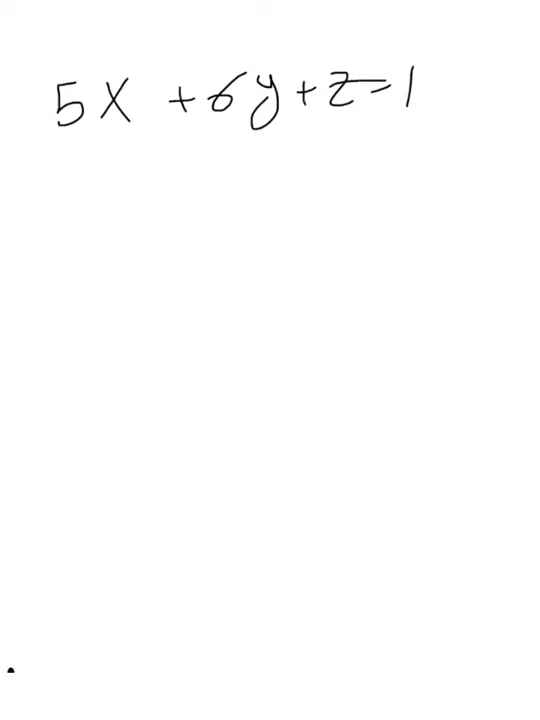 5x + 6y + z = 1